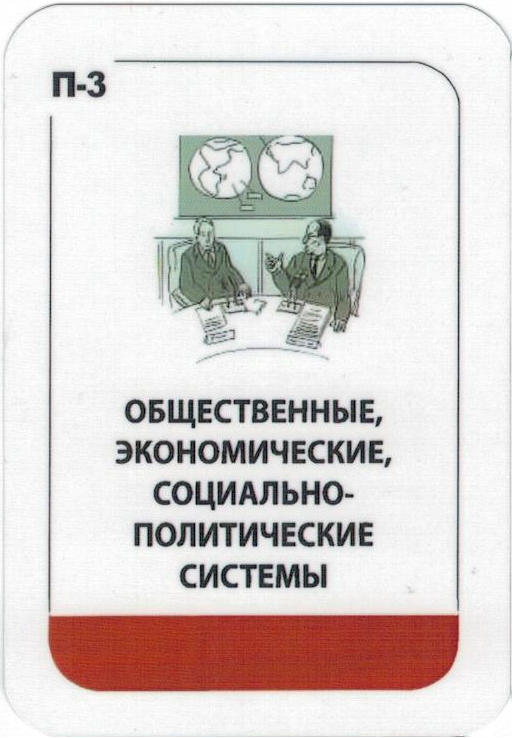 П-3
ОБЩЕСТВЕННЫЕ,
ЭКОНОМИЧЕСКИЕ,
СОЦИАЛЬНО-
ПОЛИТИЧЕСКИЕ
СИСТЕМЫ